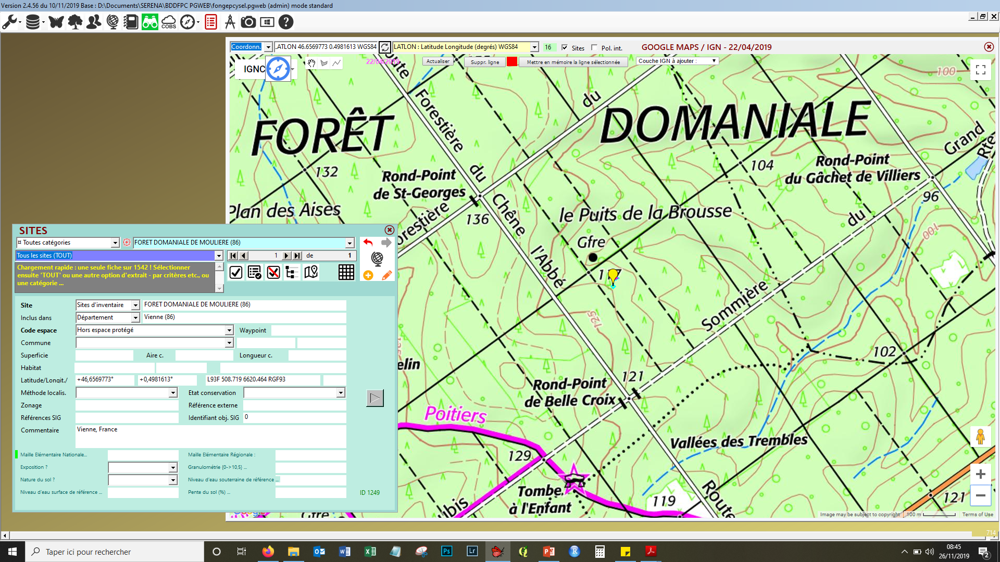 Version 2.4.56 du 10/11/2019 Base : D:\Documents\SERENA\BDDFPC PGWEB\fongepcysel.pgweb (admin) mode standard
COBS
Coordonn.
.ATLON 46.6569773 0.4981613 WGS84
LATLON : Latitude Longitude (degrés) WGS84
16
Sites
Pol. int.
GOOGLE MAPS / IGN - 22/04/2019
IGNC
22/04/2019
Actualiser
Suppr. ligne
Mettre en mémoire la ligne sélectionnée
Couche IGN à ajouter :
FORÊT
DOMANIALE
Forestière
du
du
100
Grand
Rte
132
Rond-Point
de St-Georges
104
Rond-Point
du Gâchet de Villiers
Plan des Aises
136
Chêne
le Puits de la Brousse
du
96
100
Gfre
l'Abbé
Sommière
125
102
121
Rond-Point
de Belle Croix
elin
Poitiers
Vallées des Trembles
129
Tombe
à l'Enfant
119
Route
121
Gfre
Image may be subject to copyright
100 m
Terms of Use
SITES
¤ Toutes catégories
FORET DOMANIALE DE MOULIERE (86)
Tous les sites (TOUT)
1
de
1
Chargement rapide : une seule fiche sur 1542 ! Sélectionner
ensuite 'TOUT' ou une autre option d'extrait - par critères etc., ou
une catégorie ...
Site
Sites d'inventaire
FORET DOMANIALE DE MOULIERE (86)
Inclus dans
Département
Vienne (86)
Code espace
Hors espace protégé
Waypoint
Commune
Superficie
Aire c.
Longueur c.
Habitat
Latitude/Longit./
+46,6569773°
+0,4981613°
L93F 508.719 6620.464 RGF93
Méthode localis.
Etat conservation
Zonage
Référence externe
Références SIG
Identifiant obj. SIG
0
Commentaire
Vienne, France
Maille Elémentaire Nationale...
Maille Elémentaire Régionale :
Exposition ?
Granulométrie {0->10,5} ...
Nature du sol ?
Niveau d'eau souterraine de référence ...
Niveau d'eau surface de référence ...
Pente du sol (%) ...
ID 1249
714
Taper ici pour rechercher
Ps
Lr
R
08:45
26/11/2019
2